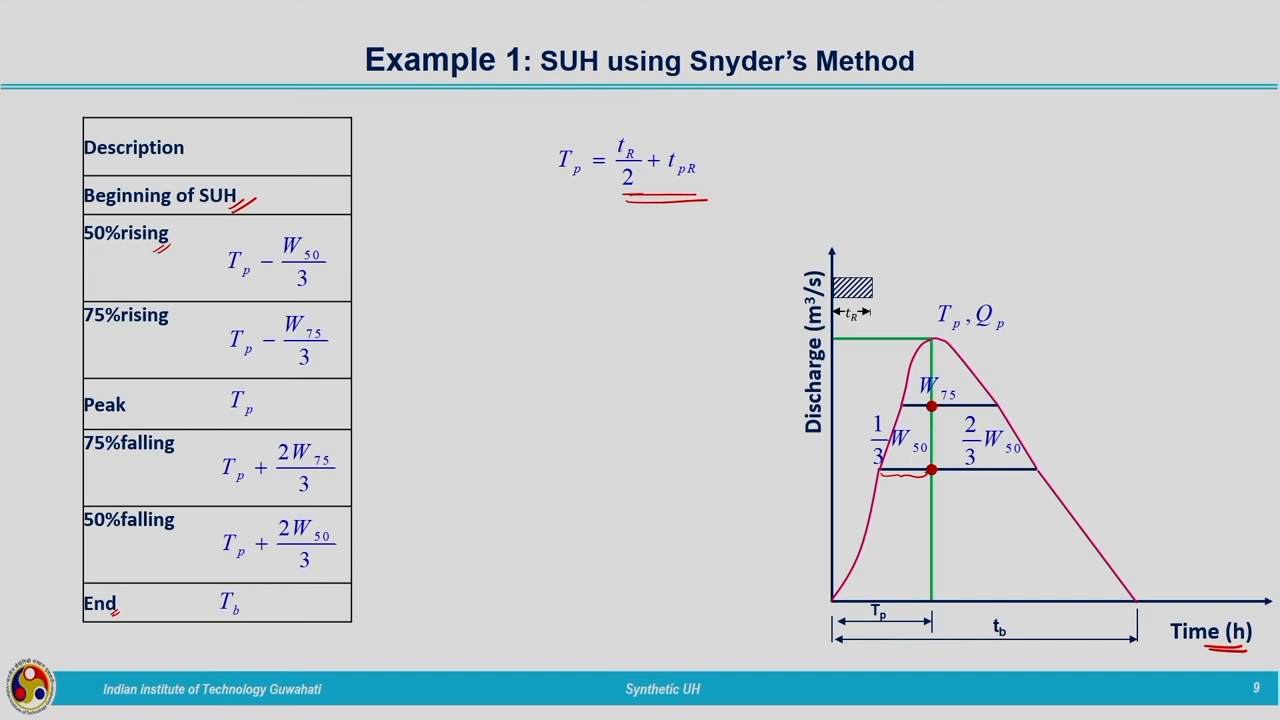 Example 1: SUH using Snyder's Method
Description
Beginning of SUH
50%rising
T_p − W_50/3
75%rising
T_p − W_75/3
Peak T_p
75%falling
T_p + 2W_75/3
50%falling
T_p + 2W_50/3
End T_b
T_p = t_R/2 + t_pR
Discharge (m³/s)
t_R
T_p , Q_p
W_75
1/3 W_50
2/3 W_50
T_p
t_b
Time (h)
Indian institute of Technology Guwahati
Synthetic UH
9